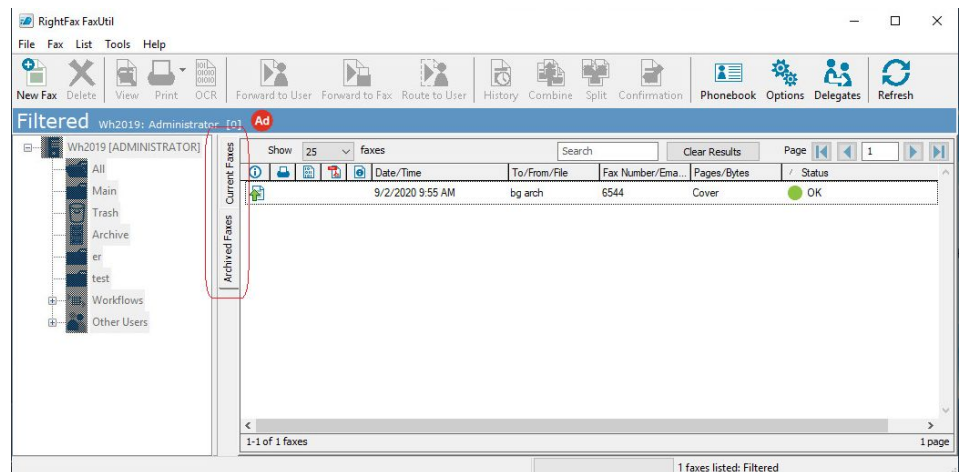 RightFax FaxUtil
File Fax List Tools Help
New Fax Delete View Print OCR Forward to User Forward to Fax Route to User History Combine Split Confirmation Phonebook Options Delegates Refresh
Filtered Wh2019: Administrator [0] Ad
Wh2019 [ADMINISTRATOR]
All
Main
Trash
Archive
er
test
Workflows
Other Users
Current Faxes
Archived Faxes
Show 25 faxes Search Clear Results Page 1
Date/Time To/From/File Fax Number/Ema... Pages/Bytes Status
9/2/2020 9:55 AM bg arch 6544 Cover OK
1-1 of 1 faxes 1 page
1 faxes listed: Filtered